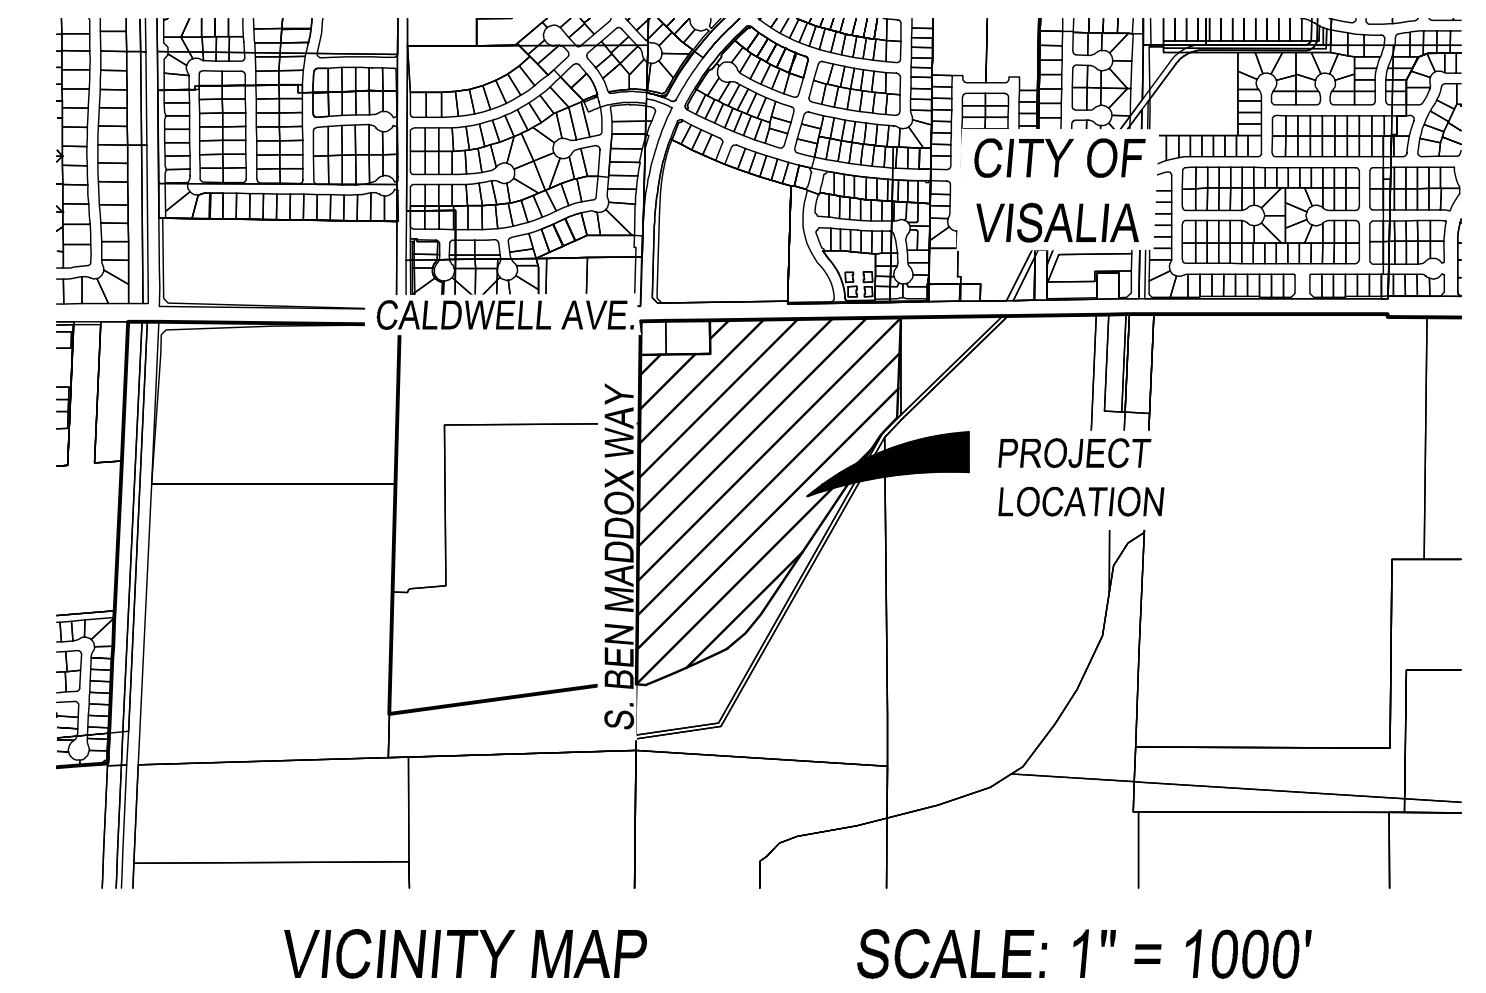 CITY OF
VISALIA
CALDWELL AVE.
S. BEN MADDOX WAY
PROJECT
LOCATION
VICINITY MAP
SCALE: 1" = 1000'